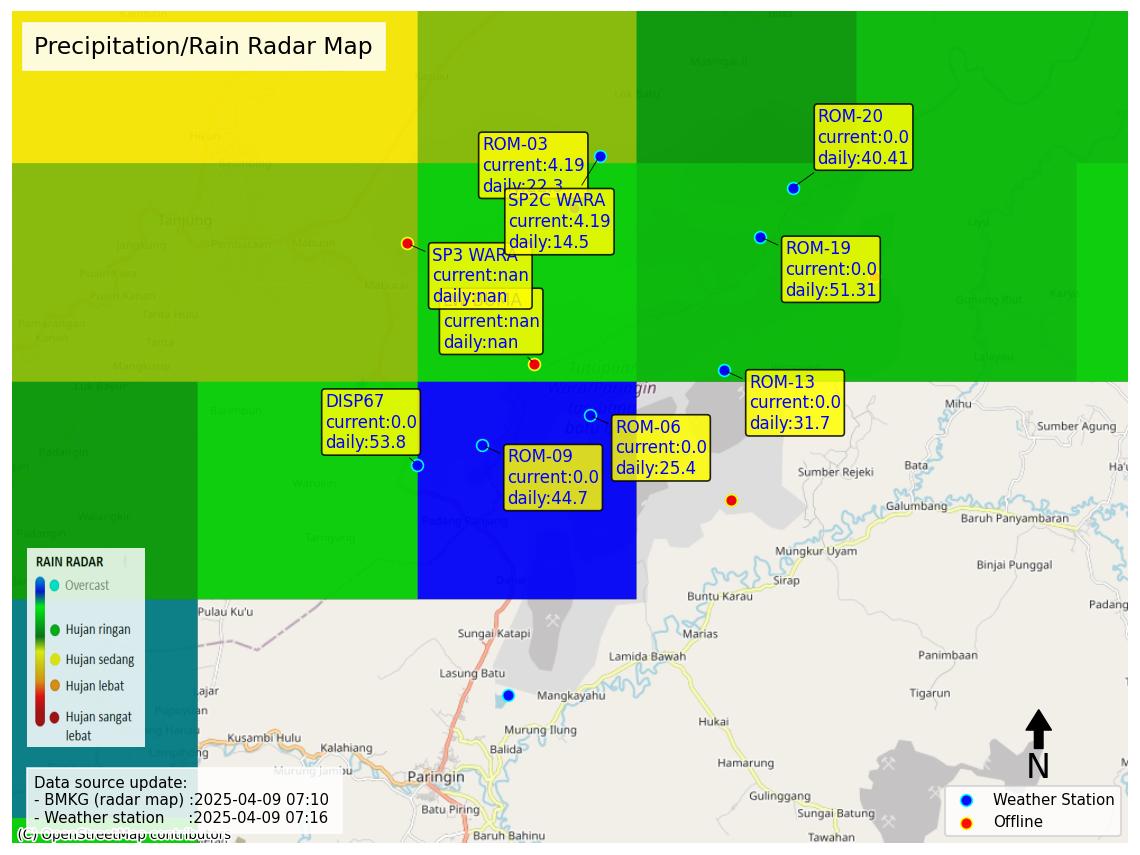 Precipitation/Rain Radar Map
ROM-20
current:0.0
daily:40.41
ROM-03
current:4.19
daily:22.3
SP2C WARA
current:4.19
daily:14.5
Tanjung
ROM-19
current:0.0
daily:51.31
SP3 WARA
current:nan
daily:nan
current:nan
daily:nan
ROM-13
current:0.0
daily:31.7
DISP67
current:0.0
daily:53.8
ROM-06
current:0.0
daily:25.4
ROM-09
current:0.0
daily:44.7
Mihu
Sumber Agung
Bata
Sumber Rejeki
Galumbang
Baruh Panyambaran
Mungkur Uyam
Binjai Punggal
Sirap
Buntu Karau
Padang
Pulau Ku'u
Sungai Katapi
Marias
Lamida Bawah
Panimbaan
Lasung Batu
Mangkayahu
Tigarun
Hukai
Murung Ilung
Kusambi Hulu
Kalahiang
Balida
Hamarung
Murung Jambu
Paringin
Gulinggang
Batu Piring
Sungai Batung
Baruh Bahinu
Tawahan
RAIN RADAR
Overcast
Hujan ringan
Hujan sedang
Hujan lebat
Hujan sangat
lebat
Data source update:
- BMKG (radar map) :2025-04-09 07:10
- Weather station :2025-04-09 07:16
(C) OpenStreetMap contributors
N
Weather Station
Offline